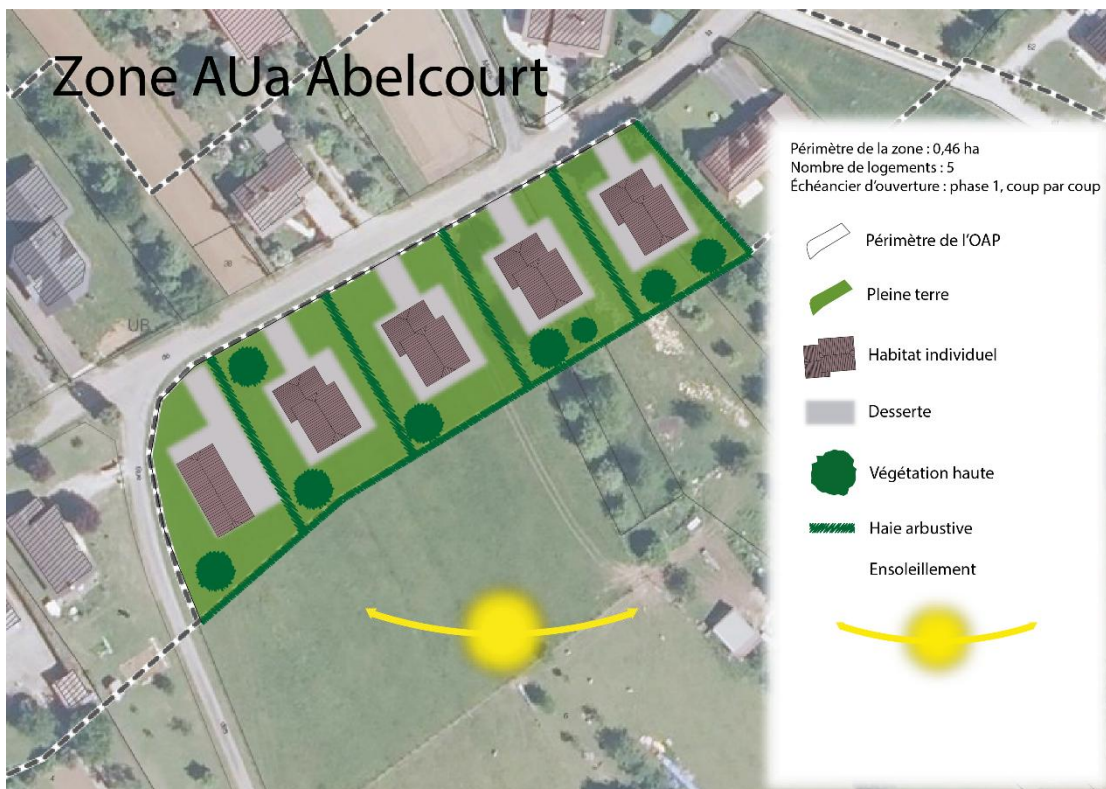 Zone AUa Abelcourt
Périmètre de la zone : 0,46 ha
Nombre de logements : 5
Échéancier d'ouverture : phase 1, coup par coup
Périmètre de l'OAP
Pleine terre
Habitat individuel
Desserte
Végétation haute
Haie arbustive
Ensoleillement
UB